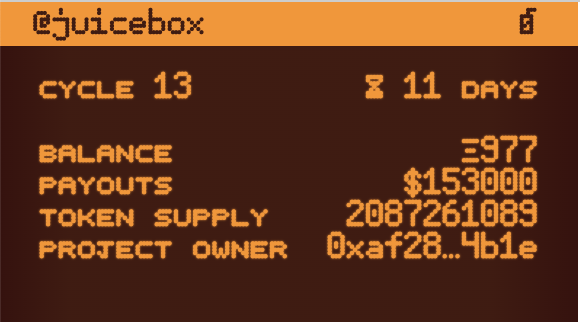 @juicebox
CYCLE 13 11 DAYS
BALANCE Ξ977
PAYOUTS $153000
TOKEN SUPPLY 2087261089
PROJECT OWNER 0xaf28…4b1e